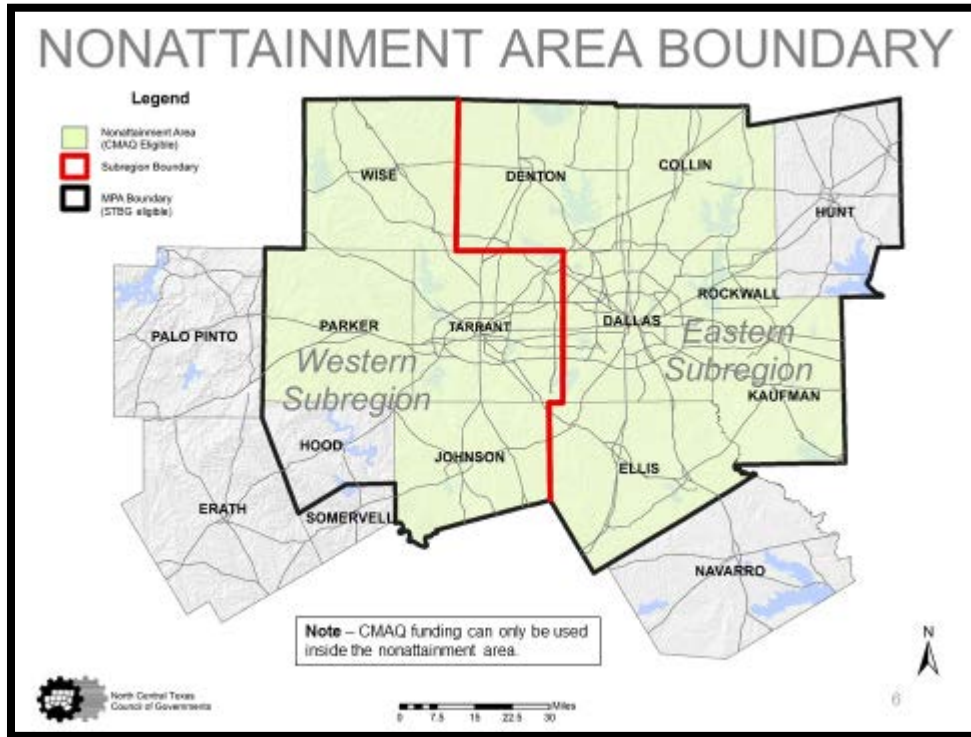 NONATTAINMENT AREA BOUNDARY
Legend
Nonattainment Area
(CMAQ Eligible)
Subregion Boundary
MPA Boundary
(STBG eligible)
WISE
DENTON
COLLIN
HUNT
PALO PINTO
PARKER
TARRANT
DALLAS
ROCKWALL
Western
Subregion
Eastern
Subregion
KAUFMAN
HOOD
JOHNSON
ELLIS
ERATH
SOMERVELL
NAVARRO
Note – CMAQ funding can only be used
inside the nonattainment area.
N
North Central Texas
Council of Governments
Miles
0 7.5 15 22.5 30
6